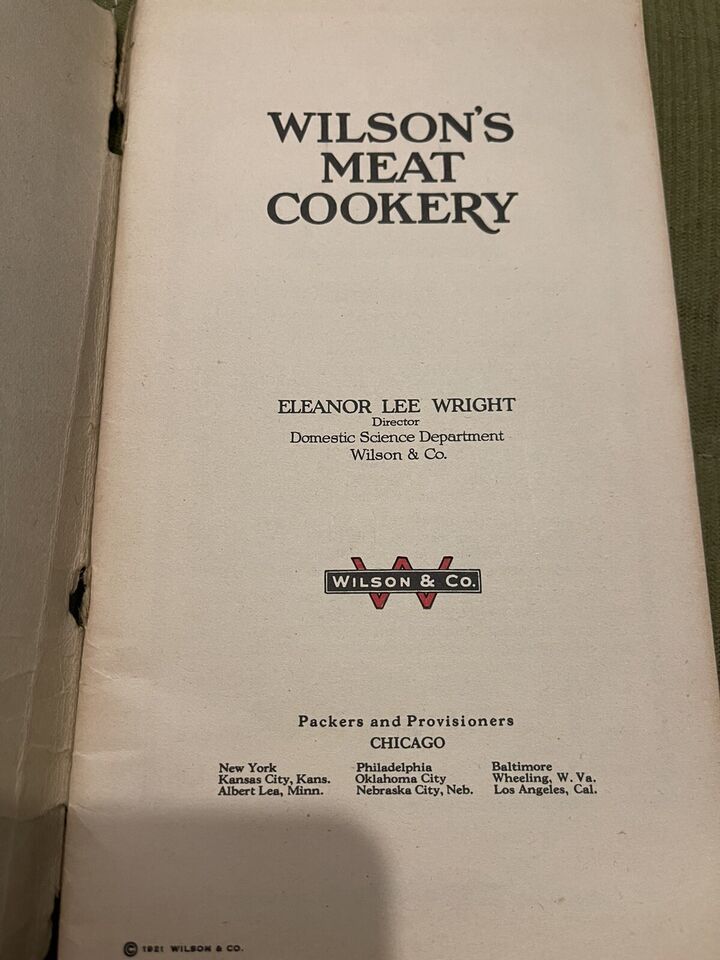 WILSON'S
MEAT
COOKERY
ELEANOR LEE WRIGHT
Director
Domestic Science Department
Wilson & Co.
WILSON & CO.
Packers and Provisioners
CHICAGO
New York Philadelphia Baltimore
Kansas City, Kans. Oklahoma City Wheeling, W. Va.
Albert Lea, Minn. Nebraska City, Neb. Los Angeles, Cal.
© 1921 WILSON & CO.